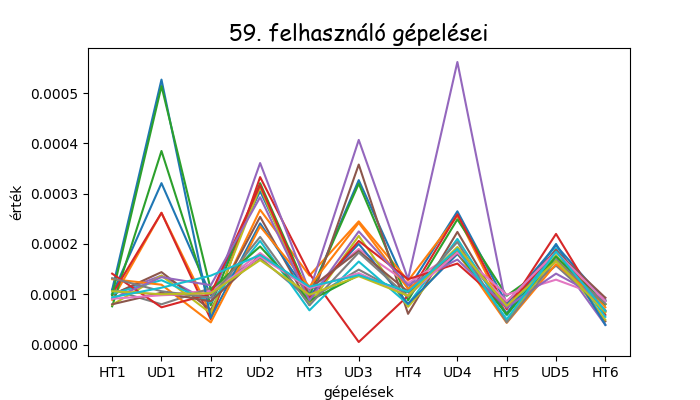 59. felhasználó gépelései
érték
0.0005
0.0004
0.0003
0.0002
0.0001
0.0000
HT1 UD1 HT2 UD2 HT3 UD3 HT4 UD4 HT5 UD5 HT6
gépelések